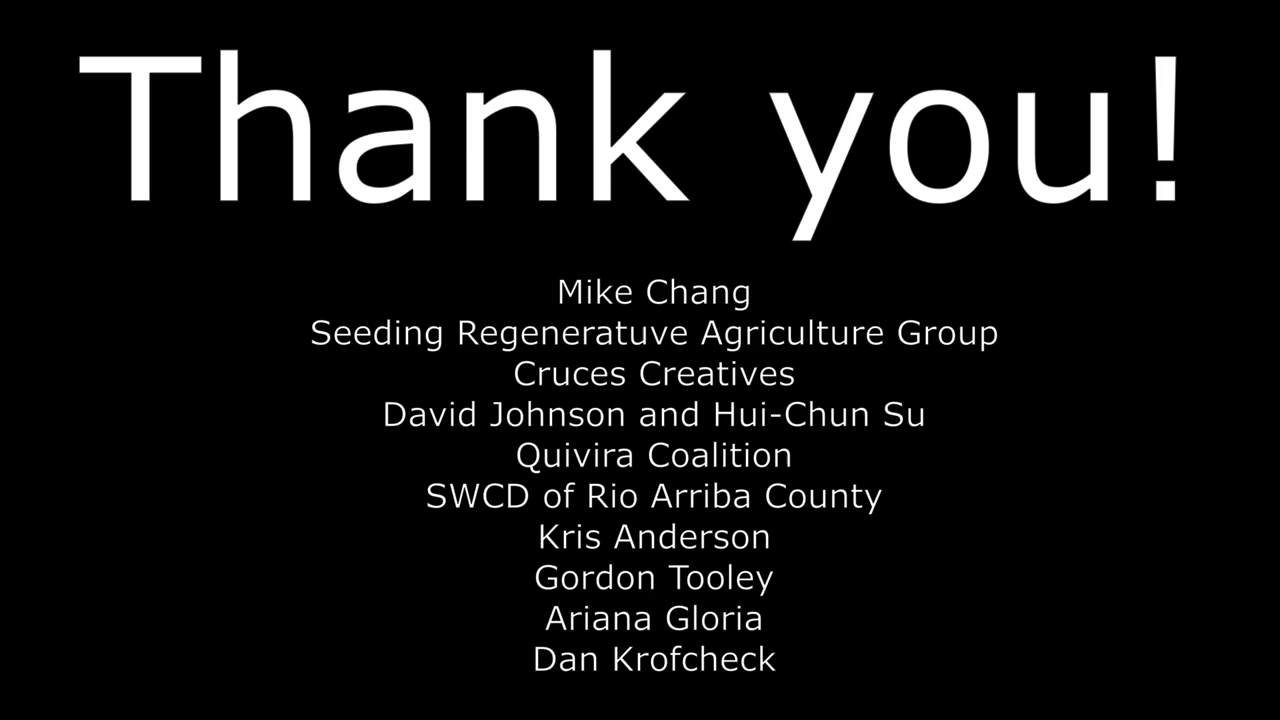 Thank you!
Mike Chang
Seeding Regeneratuve Agriculture Group
Cruces Creatives
David Johnson and Hui-Chun Su
Quivira Coalition
SWCD of Rio Arriba County
Kris Anderson
Gordon Tooley
Ariana Gloria
Dan Krofcheck